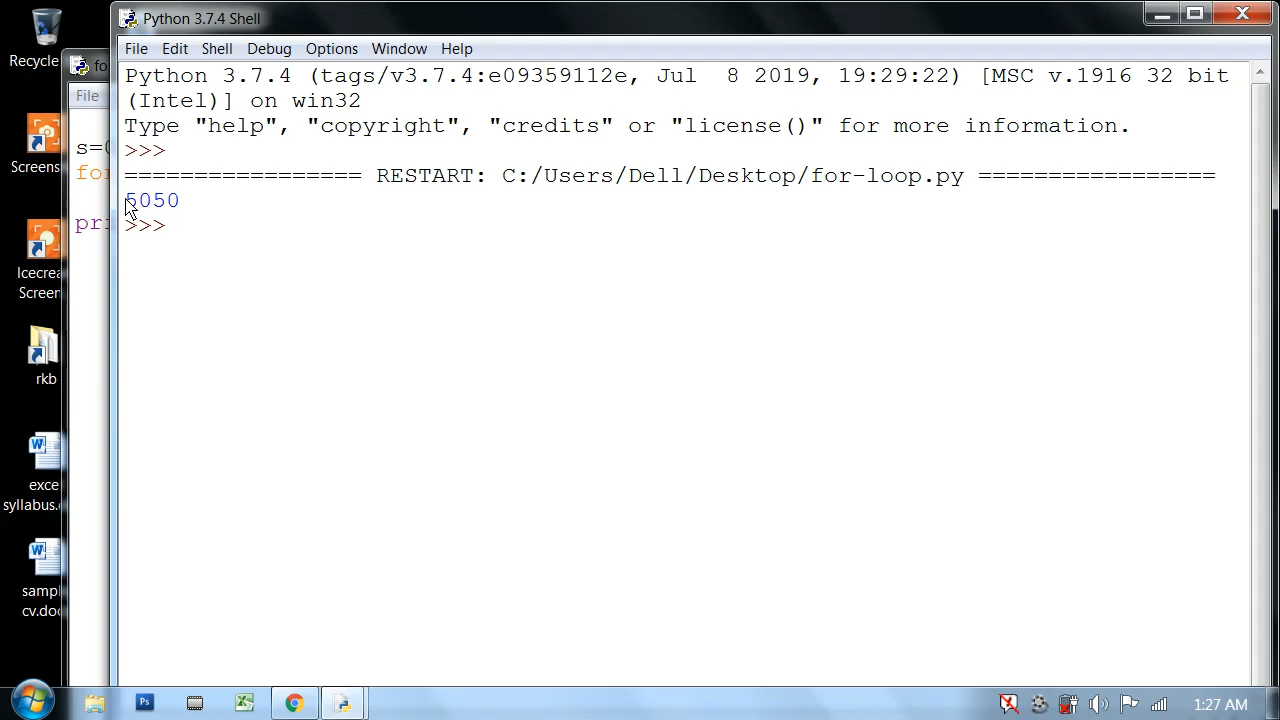 Python 3.7.4 Shell
File Edit Shell Debug Options Window Help
Python 3.7.4 (tags/v3.7.4:e09359112e, Jul  8 2019, 19:29:22) [MSC v.1916 32 bit
(Intel)] on win32
Type "help", "copyright", "credits" or "license()" for more information.
>>>
================= RESTART: C:/Users/Dell/Desktop/for-loop.py =================
5050
>>>
Recycle
fo
File
s=0
for
pri
Screens
Icecrea
Screen
rkb
exce
syllabus.
sampl
cv.doc
Ps
1:27 AM